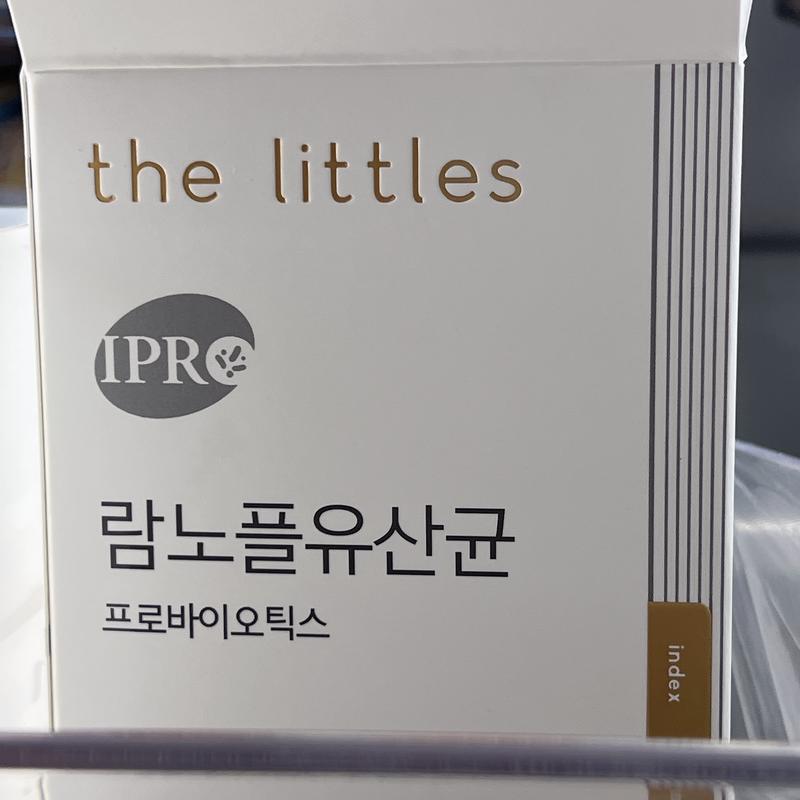 the littles
IPRO
람노플유산균
프로바이오틱스
index